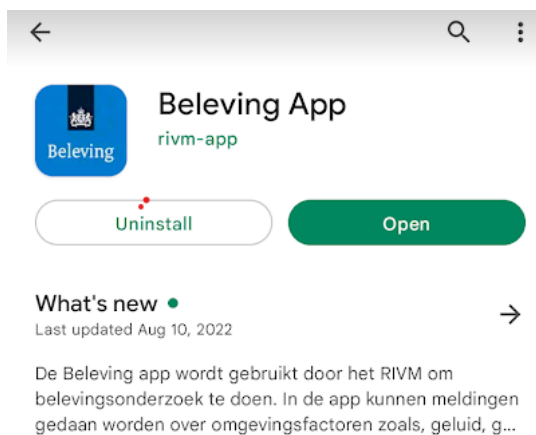 Beleving App
Beleving
rivm-app
Uninstall
Open
What's new
Last updated Aug 10, 2022
De Beleving app wordt gebruikt door het RIVM om
belevingsonderzoek te doen. In de app kunnen meldingen
gedaan worden over omgevingsfactoren zoals, geluid, g...